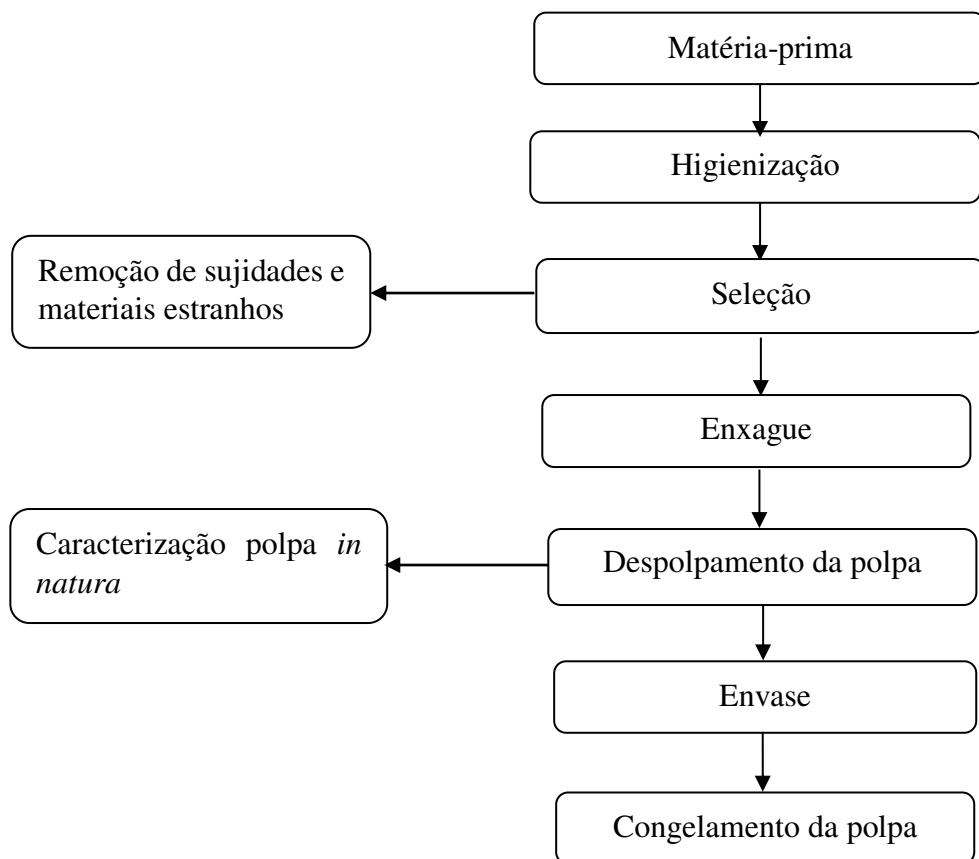 Matéria-prima
Higienização
Remoção de sujidades e
materiais estranhos
Seleção
Enxague
Caracterização polpa in
natura
Despolpamento da polpa
Envase
Congelamento da polpa